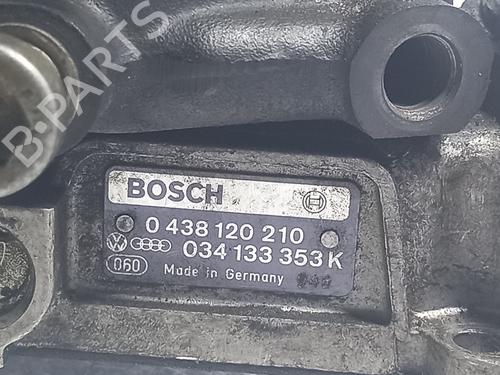 B-PARTS
BOSCH
0 438 120 210
034 133 353 K
060 Made in Germany